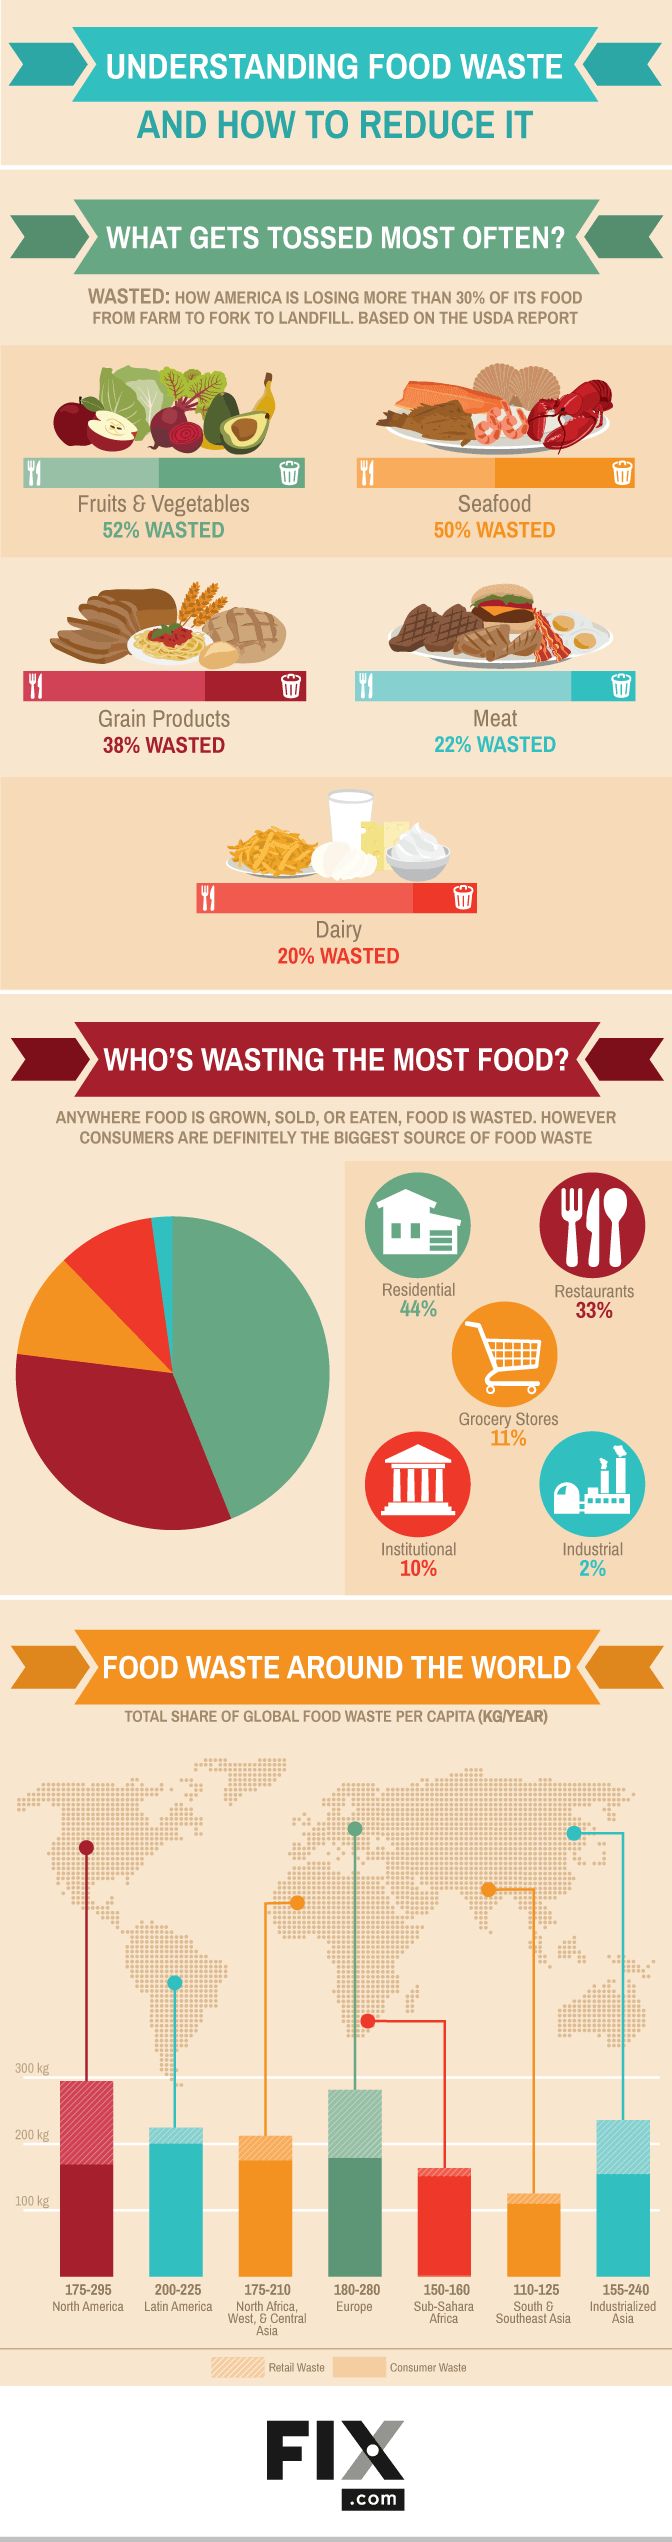 UNDERSTANDING FOOD WASTE
AND HOW TO REDUCE IT
WHAT GETS TOSSED MOST OFTEN?
WASTED: HOW AMERICA IS LOSING MORE THAN 30% OF ITS FOOD
FROM FARM TO FORK TO LANDFILL. BASED ON THE USDA REPORT
Fruits & Vegetables
52% WASTED
Seafood
50% WASTED
Grain Products
38% WASTED
Meat
22% WASTED
Dairy
20% WASTED
WHO'S WASTING THE MOST FOOD?
ANYWHERE FOOD IS GROWN, SOLD, OR EATEN, FOOD IS WASTED. HOWEVER
CONSUMERS ARE DEFINITELY THE BIGGEST SOURCE OF FOOD WASTE
Residential
44%
Restaurants
33%
Grocery Stores
11%
Institutional
10%
Industrial
2%
FOOD WASTE AROUND THE WORLD
TOTAL SHARE OF GLOBAL FOOD WASTE PER CAPITA (KG/YEAR)
300 kg
200 kg
100 kg
175-295
North America
200-225
Latin America
175-210
North Africa,
West, & Central
Asia
180-280
Europe
150-160
Sub-Sahara
Africa
110-125
South &
Southeast Asia
155-240
Industrialized
Asia
Retail Waste
Consumer Waste
FIX
.com